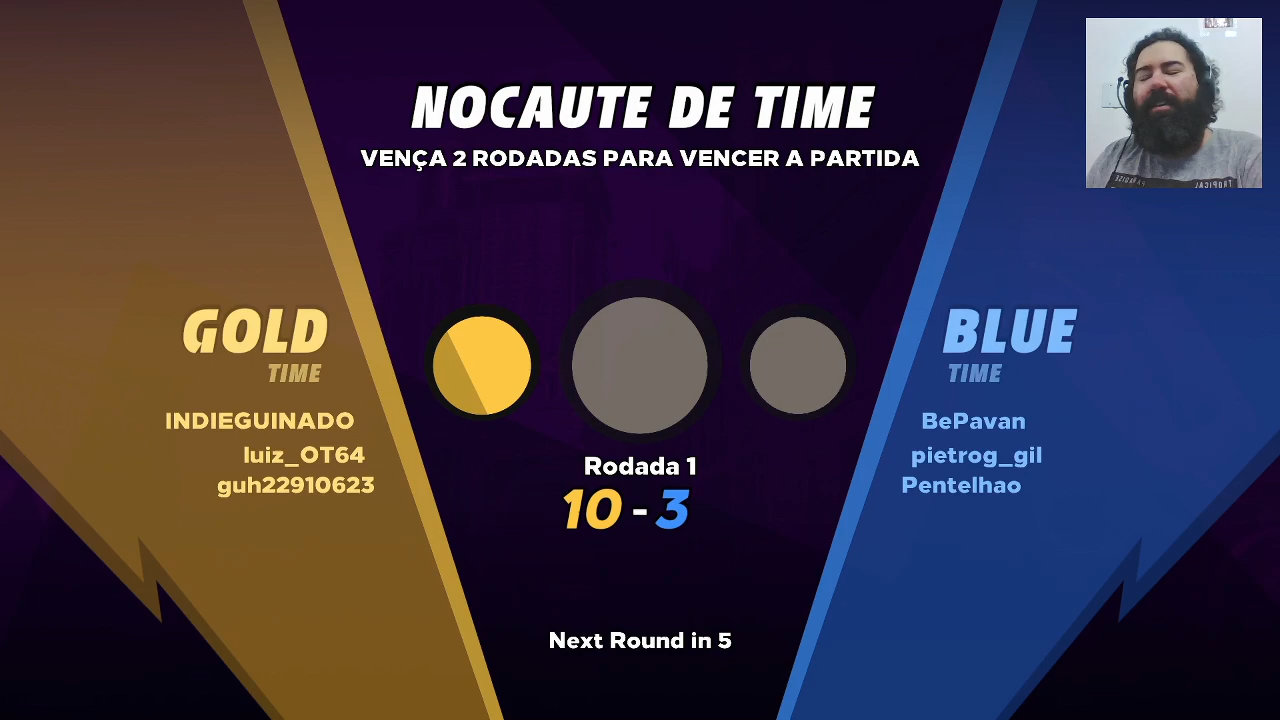 NOCAUTE DE TIME
VENÇA 2 RODADAS PARA VENCER A PARTIDA
GOLD
TIME
INDIEGUINADO
luiz_OT64
guh22910623
BLUE
TIME
BePavan
pietrog_gil
Pentelhao
Rodada 1
10 - 3
Next Round in 5
TROPICAL